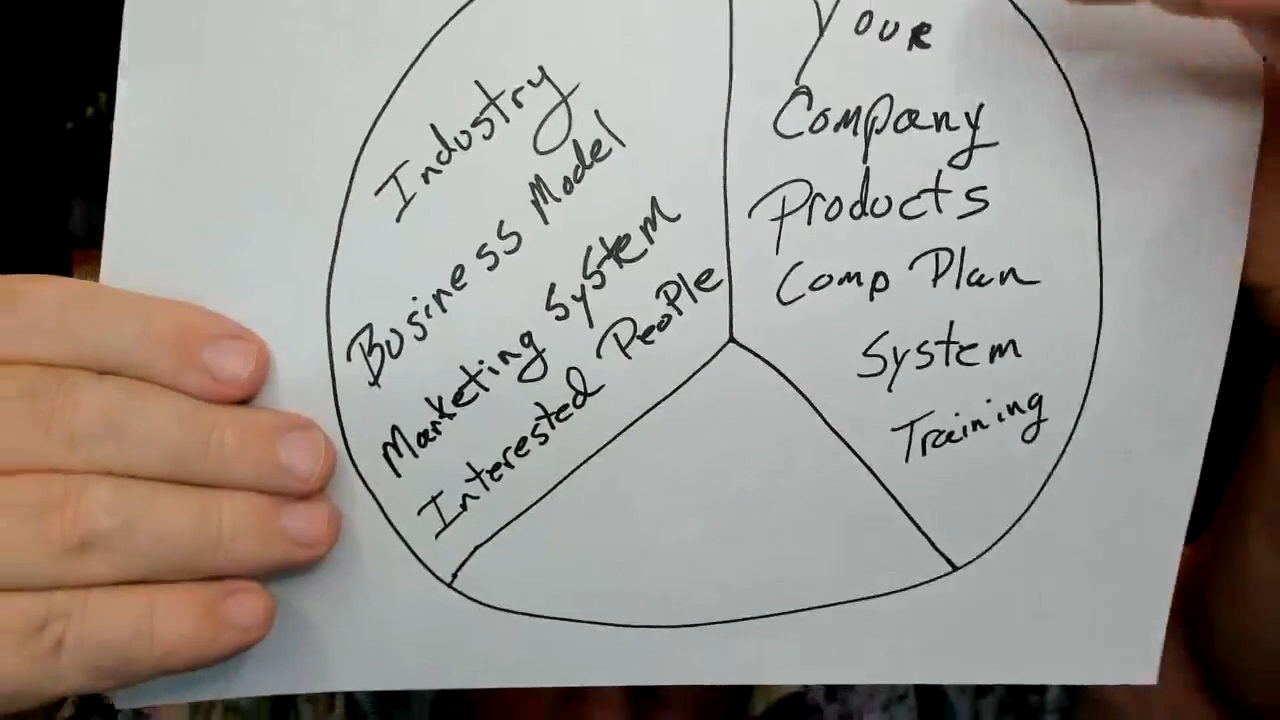 Industry
Business Model
Marketing System
Interested People
Your
Company
Products
Comp Plan
System
Training